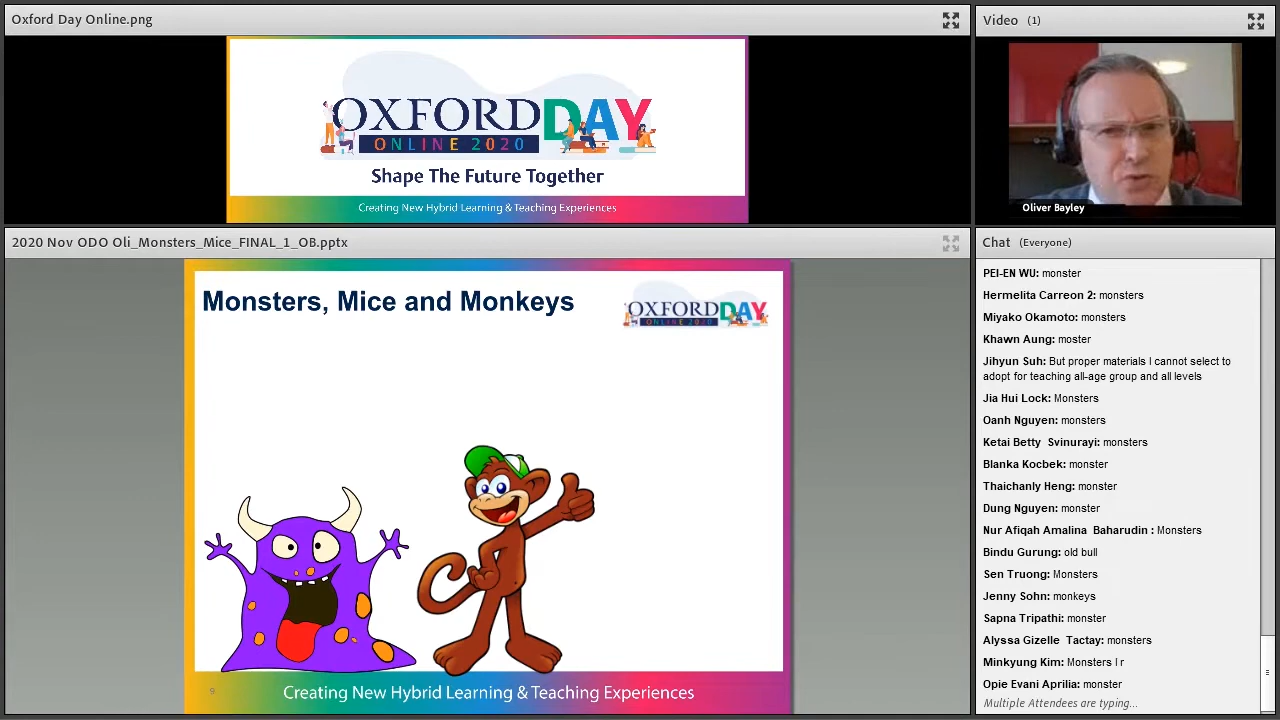 Oxford Day Online.png
OXFORD DAY
ONLINE 2020
Shape The Future Together
Creating New Hybrid Learning & Teaching Experiences
Video (1)
Oliver Bayley
2020 Nov ODO Oli_Monsters_Mice_FINAL_1_OB.pptx
Monsters, Mice and Monkeys
OXFORD DAY
ONLINE 2020
9
Creating New Hybrid Learning & Teaching Experiences
Chat (Everyone)
PEI-EN WU: monster
Hermelita Carreon 2: monsters
Miyako Okamoto: monsters
Khawn Aung: moster
Jihyun Suh: But proper materials I cannot select to
adopt for teaching all-age group and all levels
Jia Hui Lock: Monsters
Oanh Nguyen: monsters
Ketai Betty Svinurayi: monsters
Blanka Kocbek: monster
Thaichanly Heng: monster
Dung Nguyen: monster
Nur Afiqah Amalina Baharudin : Monsters
Bindu Gurung: old bull
Sen Truong: Monsters
Jenny Sohn: monkeys
Sapna Tripathi: monster
Alyssa Gizelle Tactay: monsters
Minkyung Kim: Monsters I r
Opie Evani Aprilia: monster
Multiple Attendees are typing...